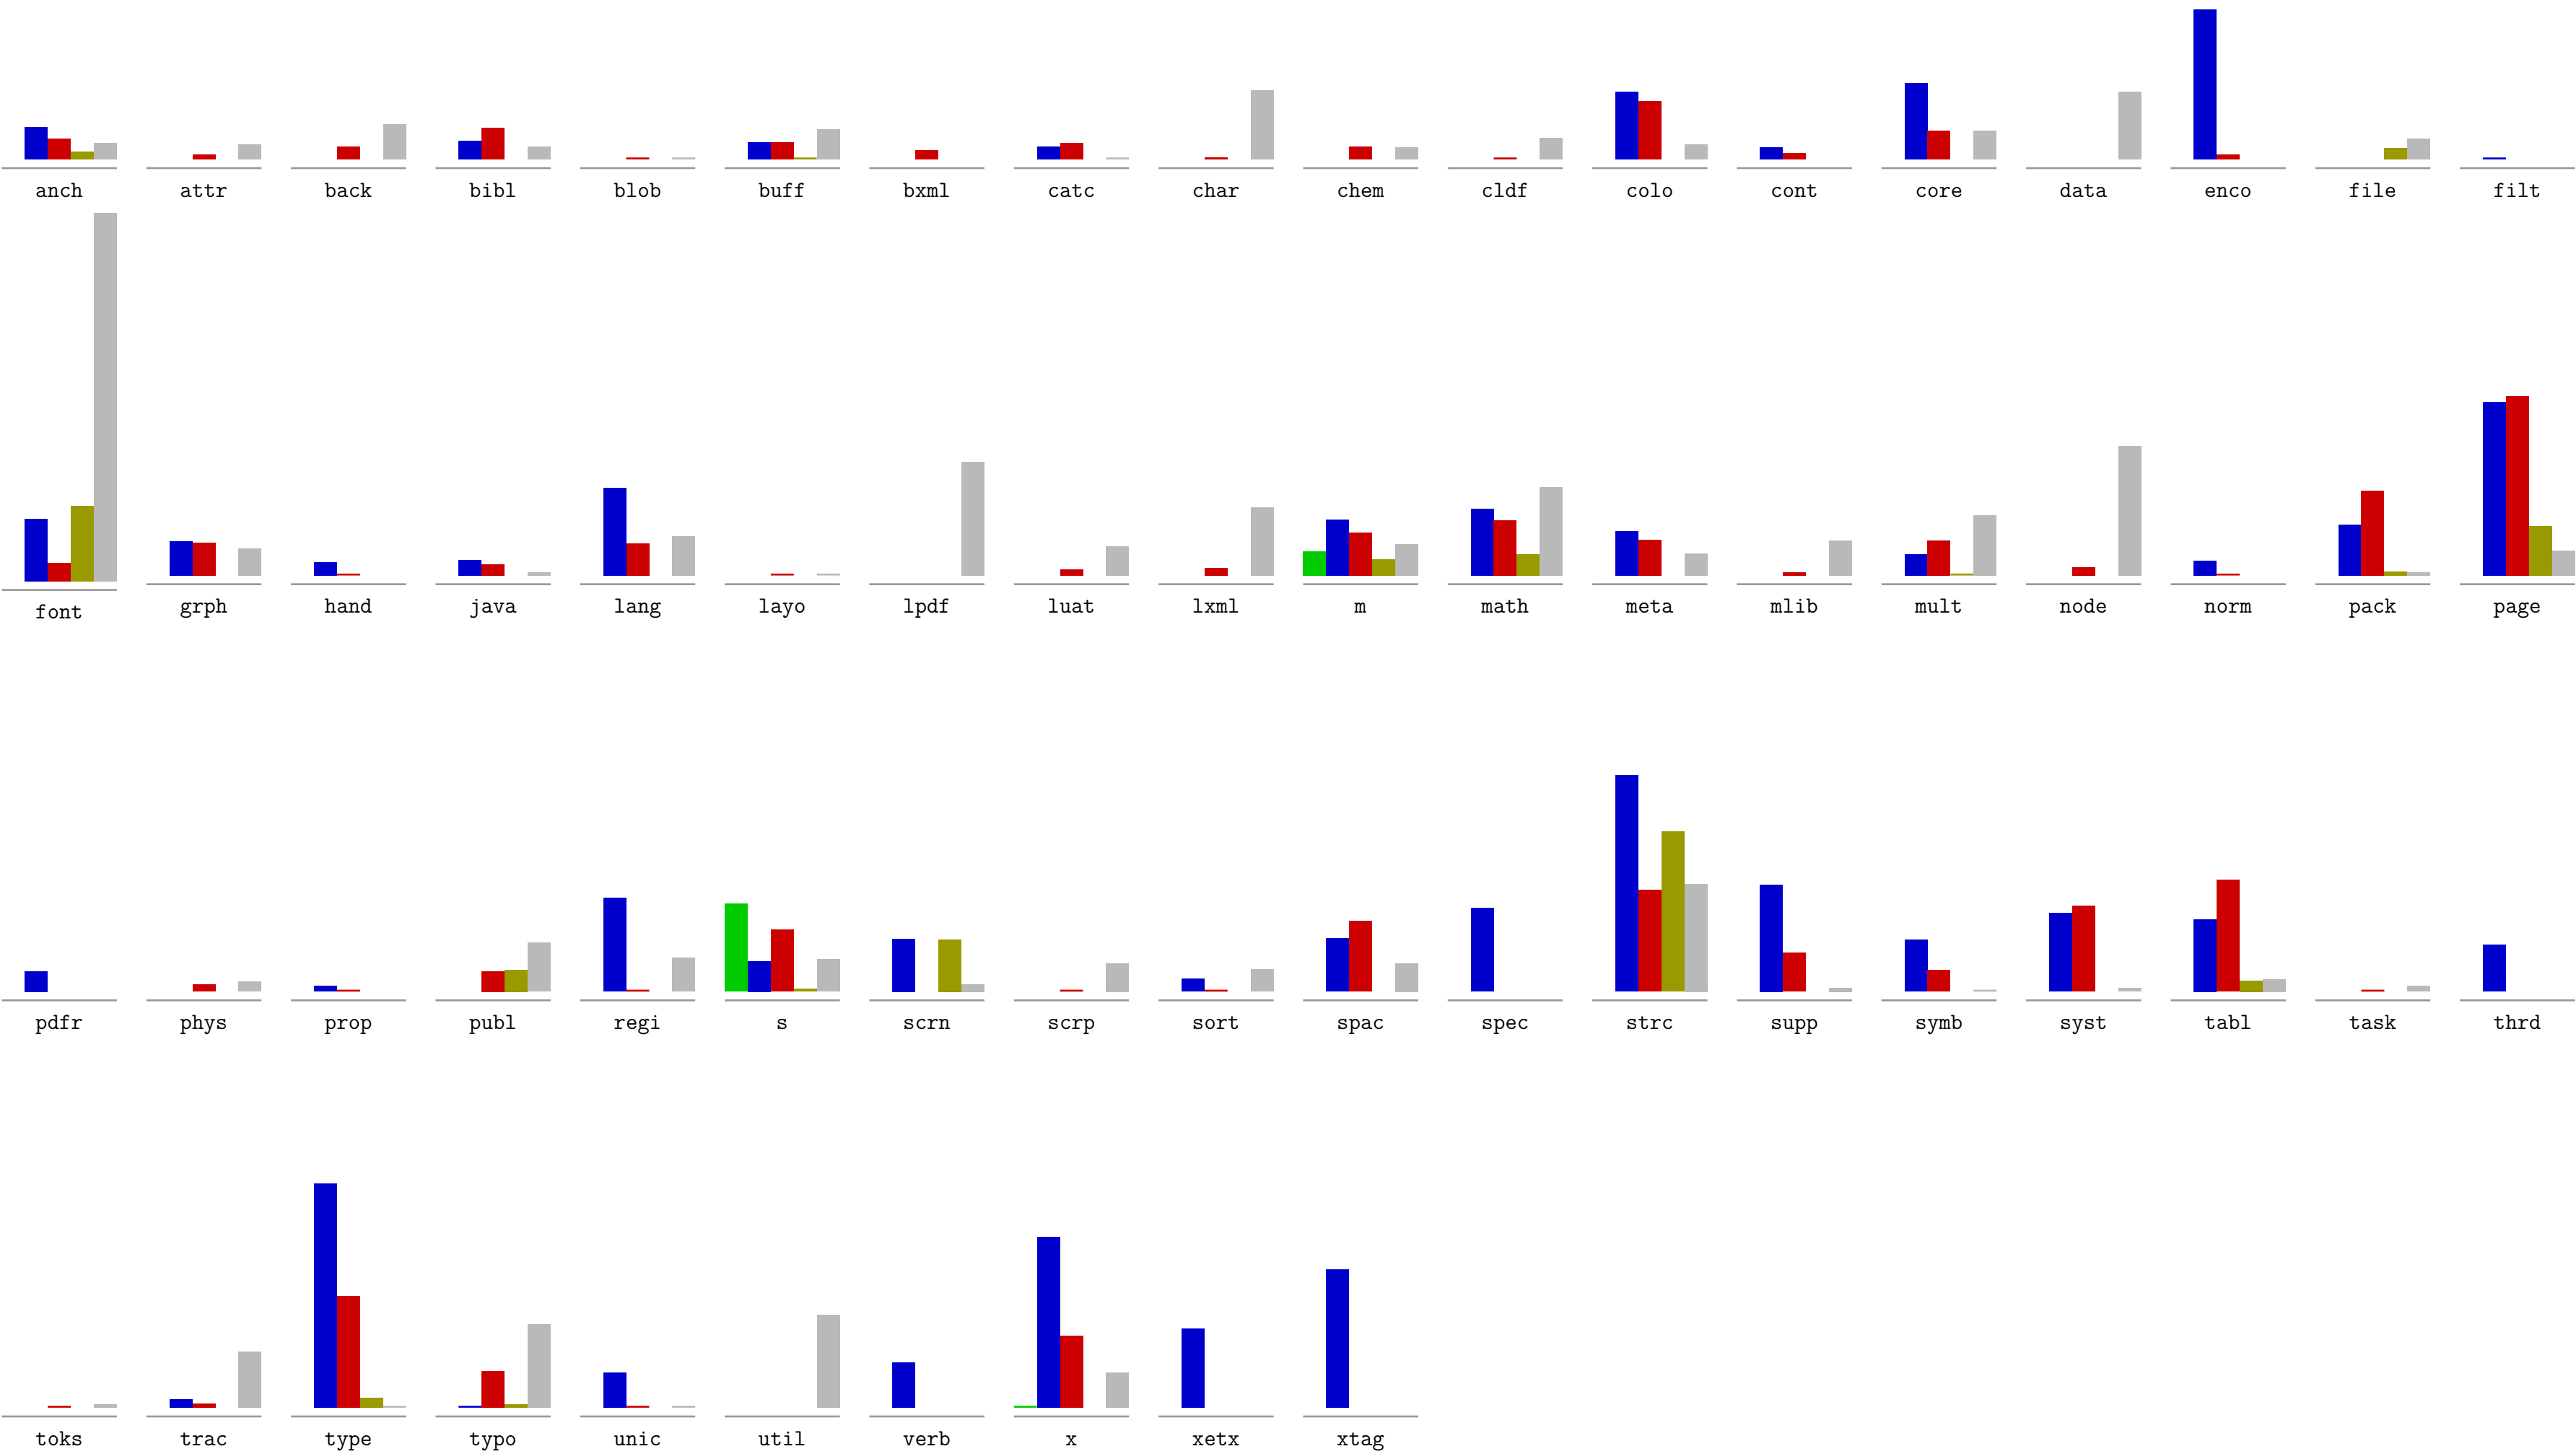 anch attr back bibl blob buff bxml catc char chem cldf colo cont core data enco file filt
font grph hand java lang layo lpdf luat lxml m math meta mlib mult node norm pack page
pdfr phys prop publ regi s scrn scrp sort spac spec strc supp symb syst tabl task thrd
toks trac type typo unic util verb x xetx xtag